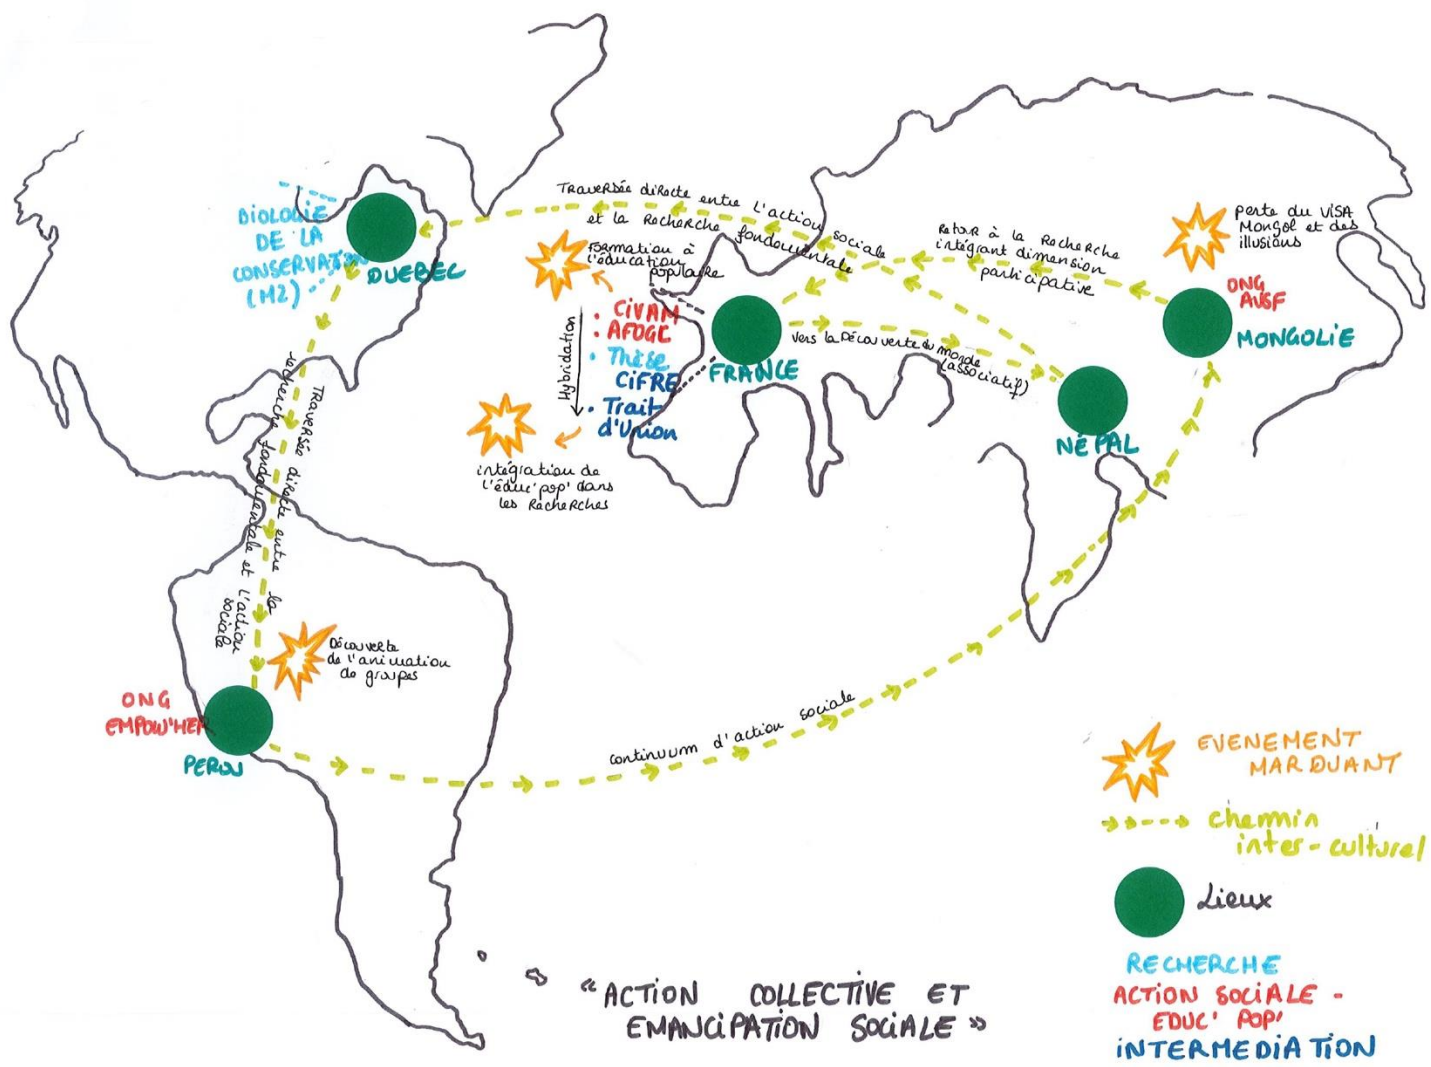 BIOLOGIE
DE LA
CONSERVATION
(M2)
QUEBEC
Traversée directe entre l'action sociale
et la Recherche fondamentale
Formation à
l'éducation
populaire
CIVAM
AFOGC
Thèse
CIFRE
Trait
d'Union
Hybridation
intégration de
l'éduc' pop' dans
les Recherches
FRANCE
vers la Découverte du monde
(associatif)
Retour à la Recherche
intégrant dimension
participative
perte du VISA
Mongol et des
illusions
ONG
AVSF
MONGOLIE
NÉPAL
Traversée directe entre la
recherche fondamentale et l'action
sociale
Découverte
de l'animation
de groupes
ONG
EMPOW'HER
PEROU
continuum d'action sociale
EVENEMENT
MARQUANT
chemin
inter-culturel
Lieux
RECHERCHE
ACTION SOCIALE -
EDUC' POP'
INTERMEDIATION
"ACTION COLLECTIVE ET
EMANCIPATION SOCIALE"